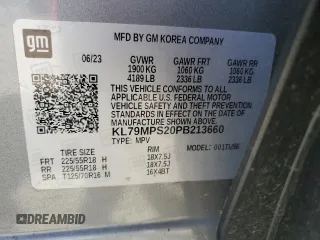 gm
MFD BY GM KOREA COMPANY
06/23 GVWR GAWR FRT GAWR RR
1900 KG 1060 KG 1060 KG
4189 LB 2336 LB 2336 LB
THIS VEHICLE CONFORMS TO ALL APPLICABLE
U.S. FEDERAL MOTOR VEHICLE SAFETY, BUMPER,
AND THEFT PREVENTION STANDARDS IN EFFECT ON
THE DATE OF MANUFACTURE SHOWN ABOVE.
KL79MPS20PB213660
TYPE: MPV MODEL:
TIRE SIZE RIM
FRT 225/55R18 H 18X7.5J
RR 225/55R18 H 18X7.5J
SPA T125/70R16 M 16X4BT